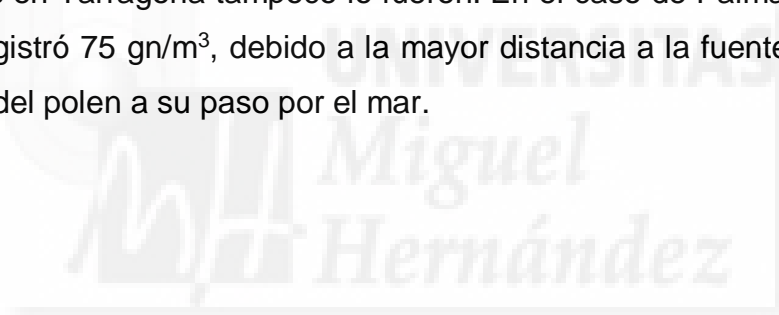 en Tarragona tampoco lo fueron. En el caso de Palma
gistró 75 gn/m³, debido a la mayor distancia a la fuente
del polen a su paso por el mar.
UNIVERSITAS
Miguel
Hernández